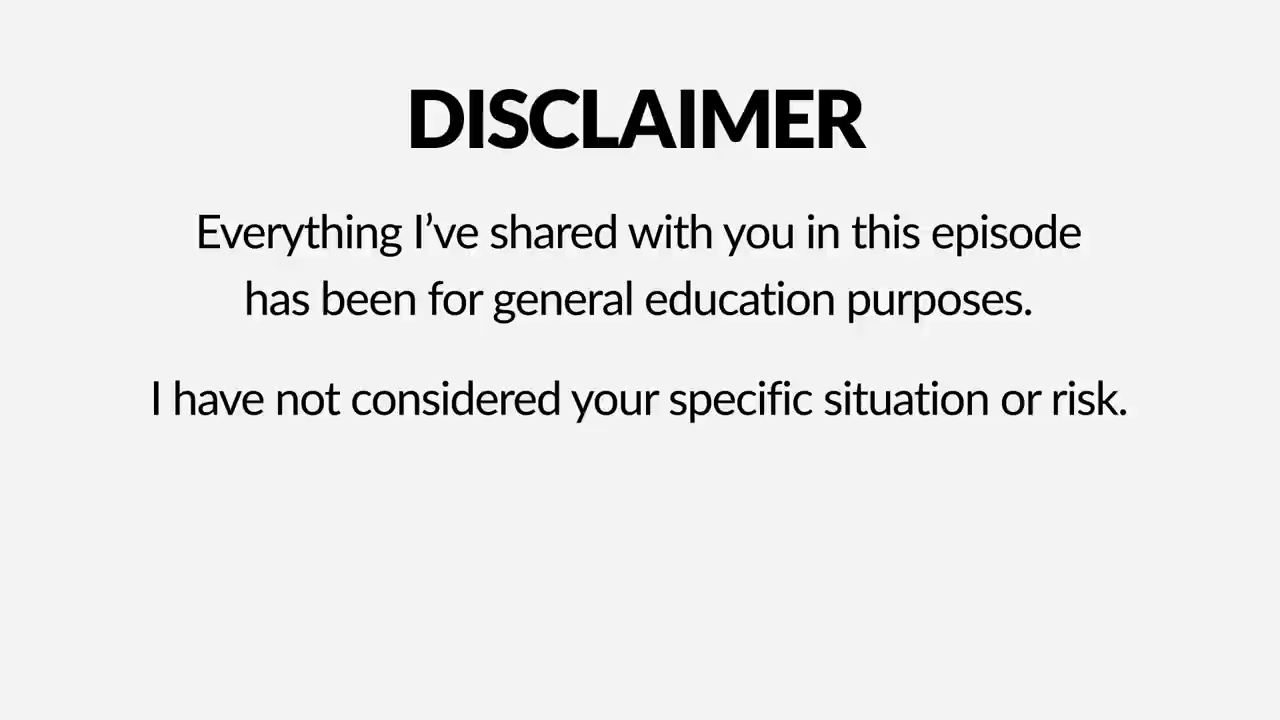 DISCLAIMER
Everything I’ve shared with you in this episode
has been for general education purposes.
I have not considered your specific situation or risk.